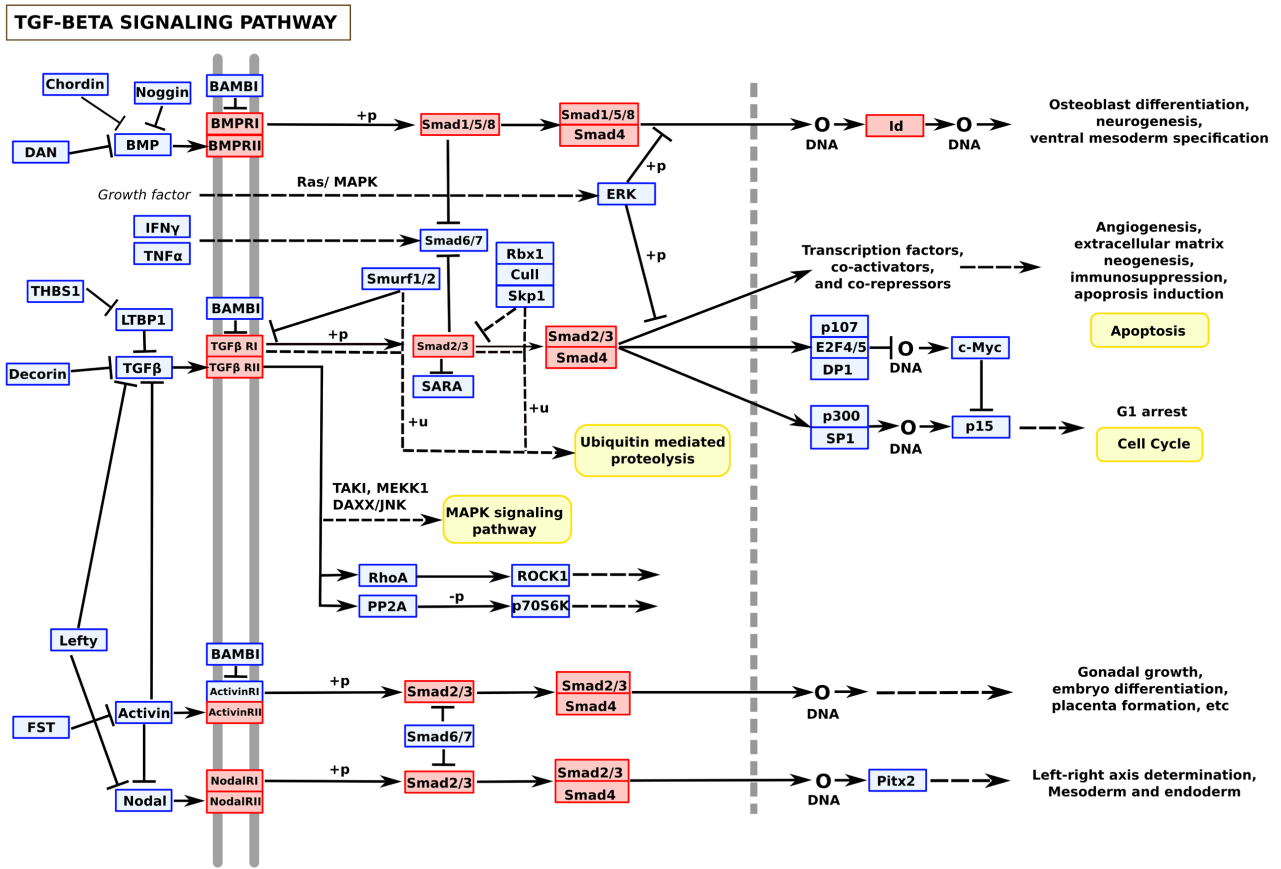 TGF-BETA SIGNALING PATHWAY
Chordin
Noggin
BAMBI
DAN
BMP
BMPRI
BMPRII
+p
Smad1/5/8
Smad1/5/8
Smad4
O
DNA
Id
O
DNA
Osteoblast differentiation,
neurogenesis,
ventral mesoderm specification
+p
Growth factor
Ras/ MAPK
ERK
IFNγ
TNFα
Smad6/7
Rbx1
Cull
Skp1
+p
Transcription factors,
co-activators,
and co-repressors
Angiogenesis,
extracellular matrix
neogenesis,
immunosuppression,
apoprosis induction
Apoptosis
THBS1
LTBP1
BAMBI
Smurf1/2
Decorin
TGFβ
TGFβ RI
TGFβ RII
+p
Smad2/3
SARA
Smad2/3
Smad4
p107
E2F4/5
DP1
O
DNA
c-Myc
+u
+u
p300
SP1
O
DNA
p15
G1 arrest
Cell Cycle
Ubiquitin mediated
proteolysis
TAKI, MEKK1
DAXX/JNK
MAPK signaling
pathway
RhoA
ROCK1
PP2A
-p
p70S6K
Lefty
BAMBI
FST
Activin
ActivinRI
ActivinRII
+p
Smad2/3
Smad2/3
Smad4
O
DNA
Gonadal growth,
embryo differentiation,
placenta formation, etc
Smad6/7
Nodal
NodalRI
NodalRII
+p
Smad2/3
Smad2/3
Smad4
O
DNA
Pitx2
Left-right axis determination,
Mesoderm and endoderm